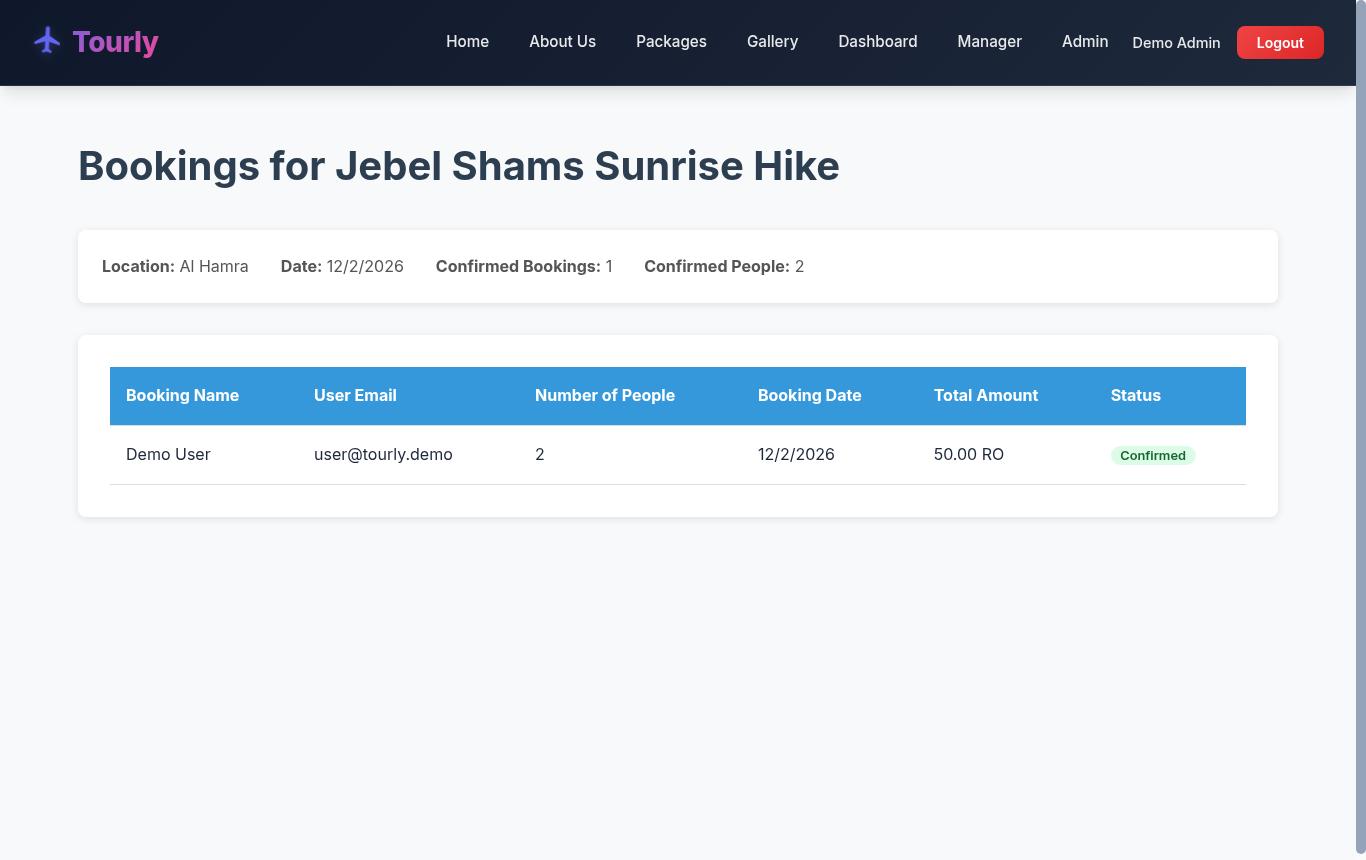 Tourly
Home About Us Packages Gallery Dashboard Manager Admin Demo Admin Logout
Bookings for Jebel Shams Sunrise Hike
Location: Al Hamra Date: 12/2/2026 Confirmed Bookings: 1 Confirmed People: 2
Booking Name User Email Number of People Booking Date Total Amount Status
Demo User user@tourly.demo 2 12/2/2026 50.00 RO Confirmed